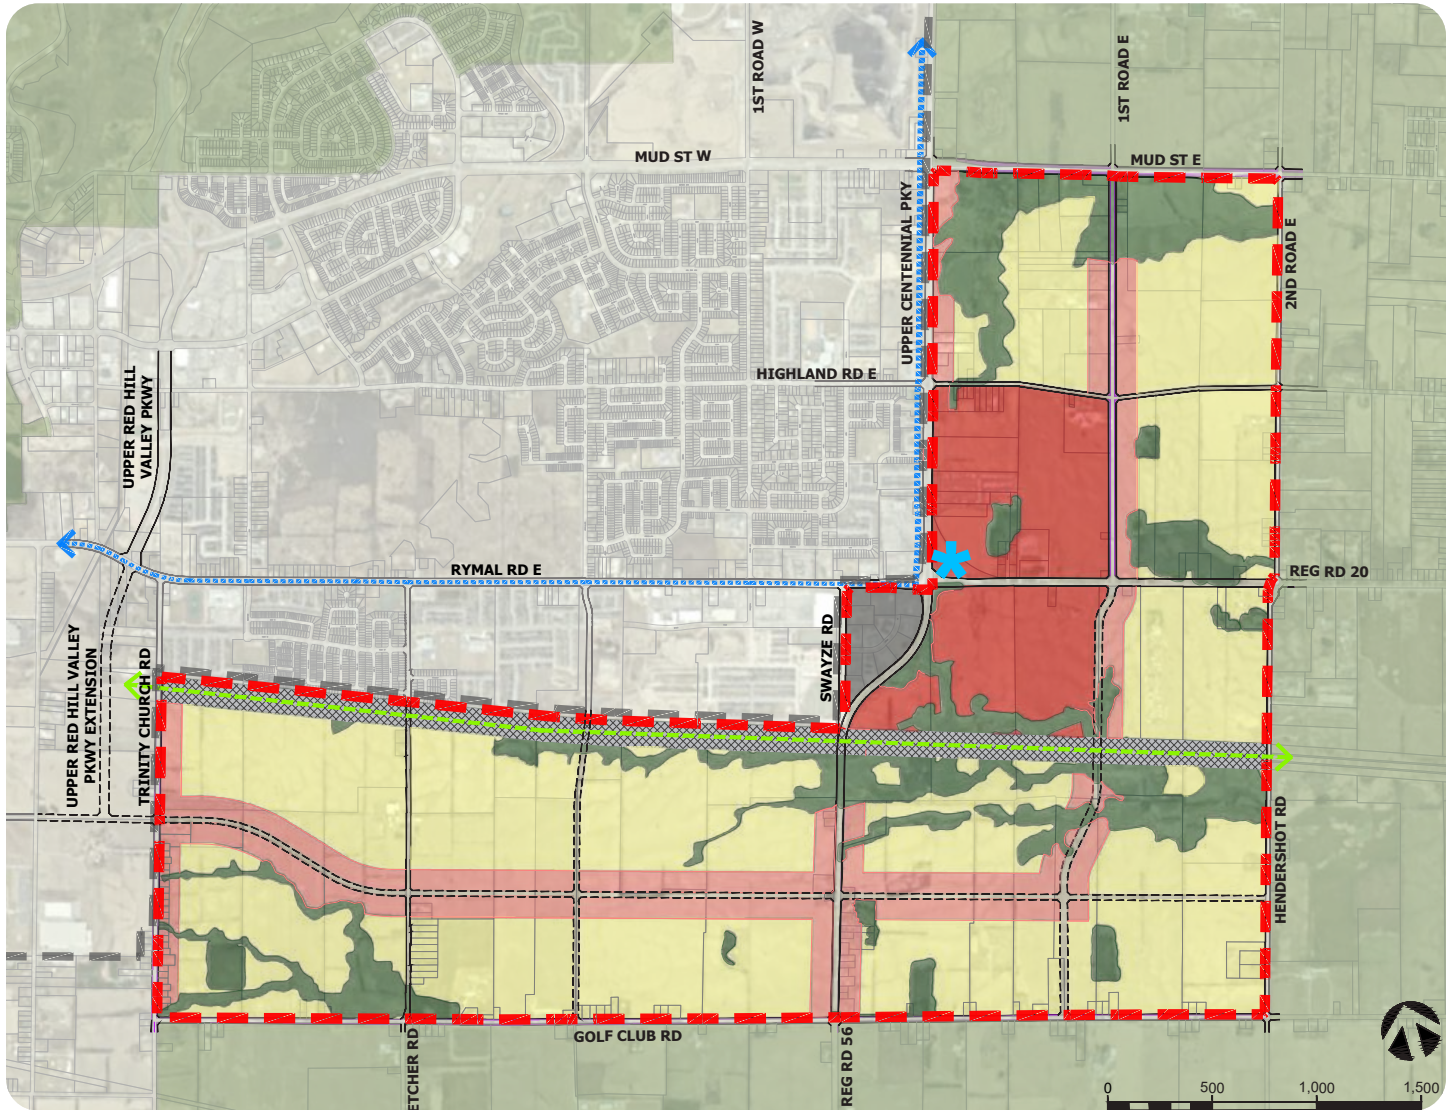 1ST ROAD W
1ST ROAD E
MUD ST W
MUD ST E
UPPER CENTENNIAL PKY
2ND ROAD E
HIGHLAND RD E
UPPER RED HILL
VALLEY PKWY
RYMAL RD E
REG RD 20
SWAYZE RD
UPPER RED HILL VALLEY
PKWY EXTENSION
TRINITY CHURCH RD
HENDERSHOT RD
GOLF CLUB RD
ETCHER RD
REG RD 56
0 500 1,000 1,500